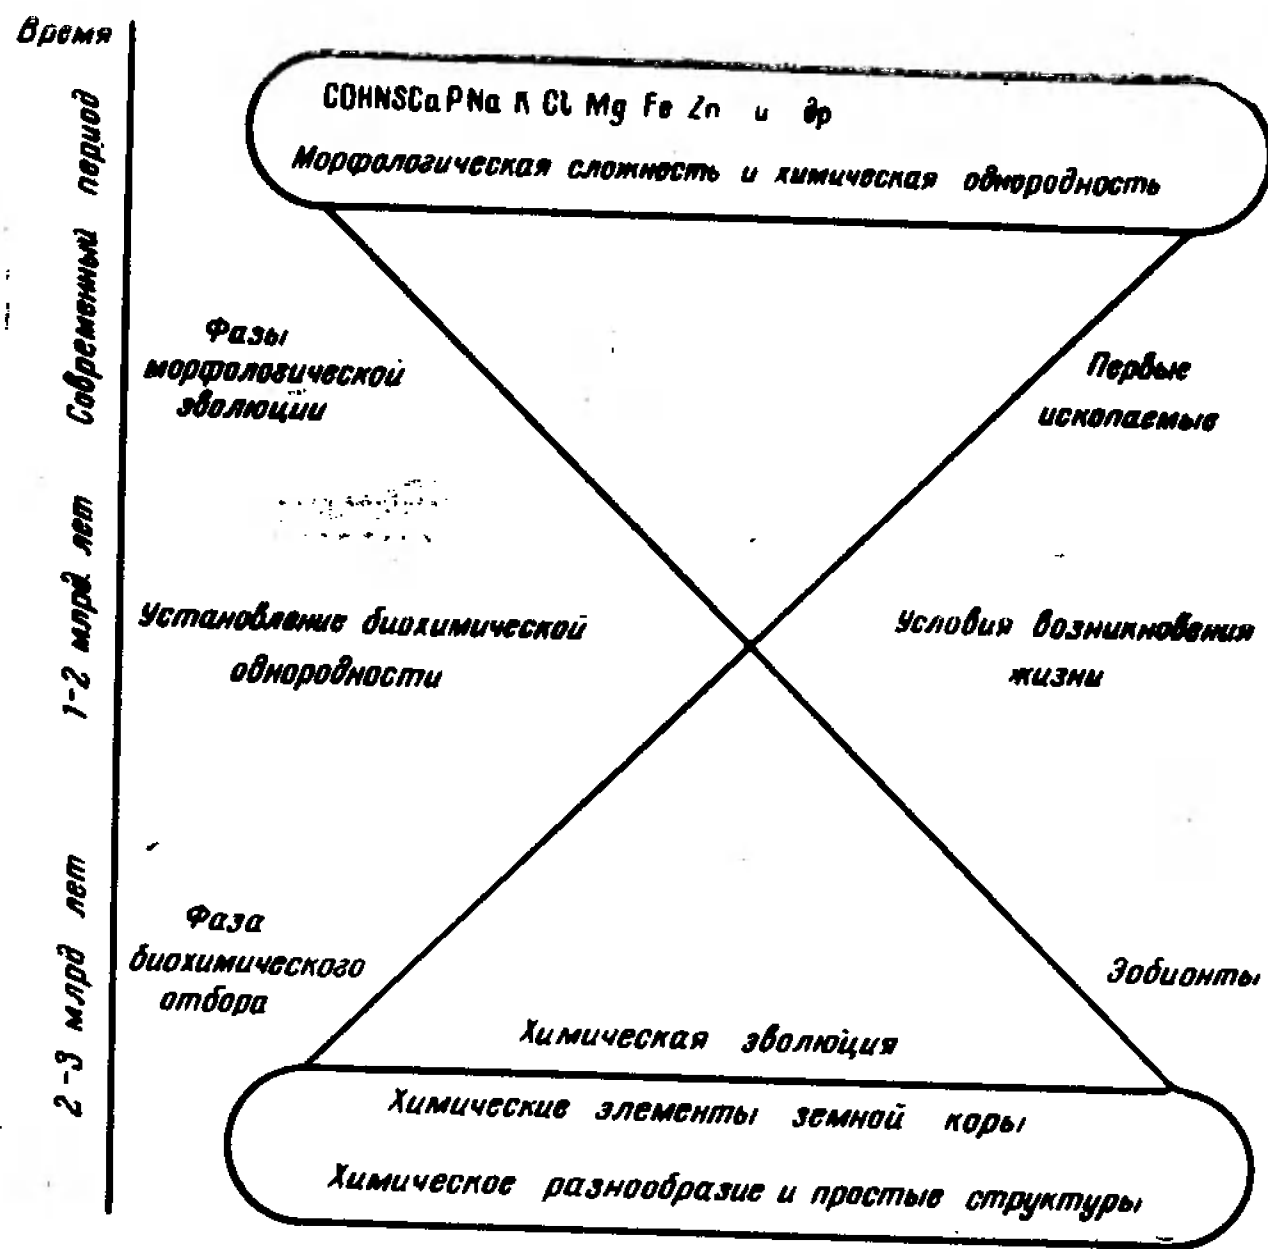 Время
COHNSCaPNa K Cl Mg Fe Zn и др
Морфологическая сложность и химическая однородность
Современный период
Фазы
морфологической
эволюции
Первые
ископаемые
1-2 млрд. лет
Установление биохимической
однородности
Условия возникновения
жизни
2-3 млрд лет
Фаза
биохимического
отбора
Эобионты
Химическая эволюция
Химические элементы земной коры
Химическое разнообразие и простые структуры